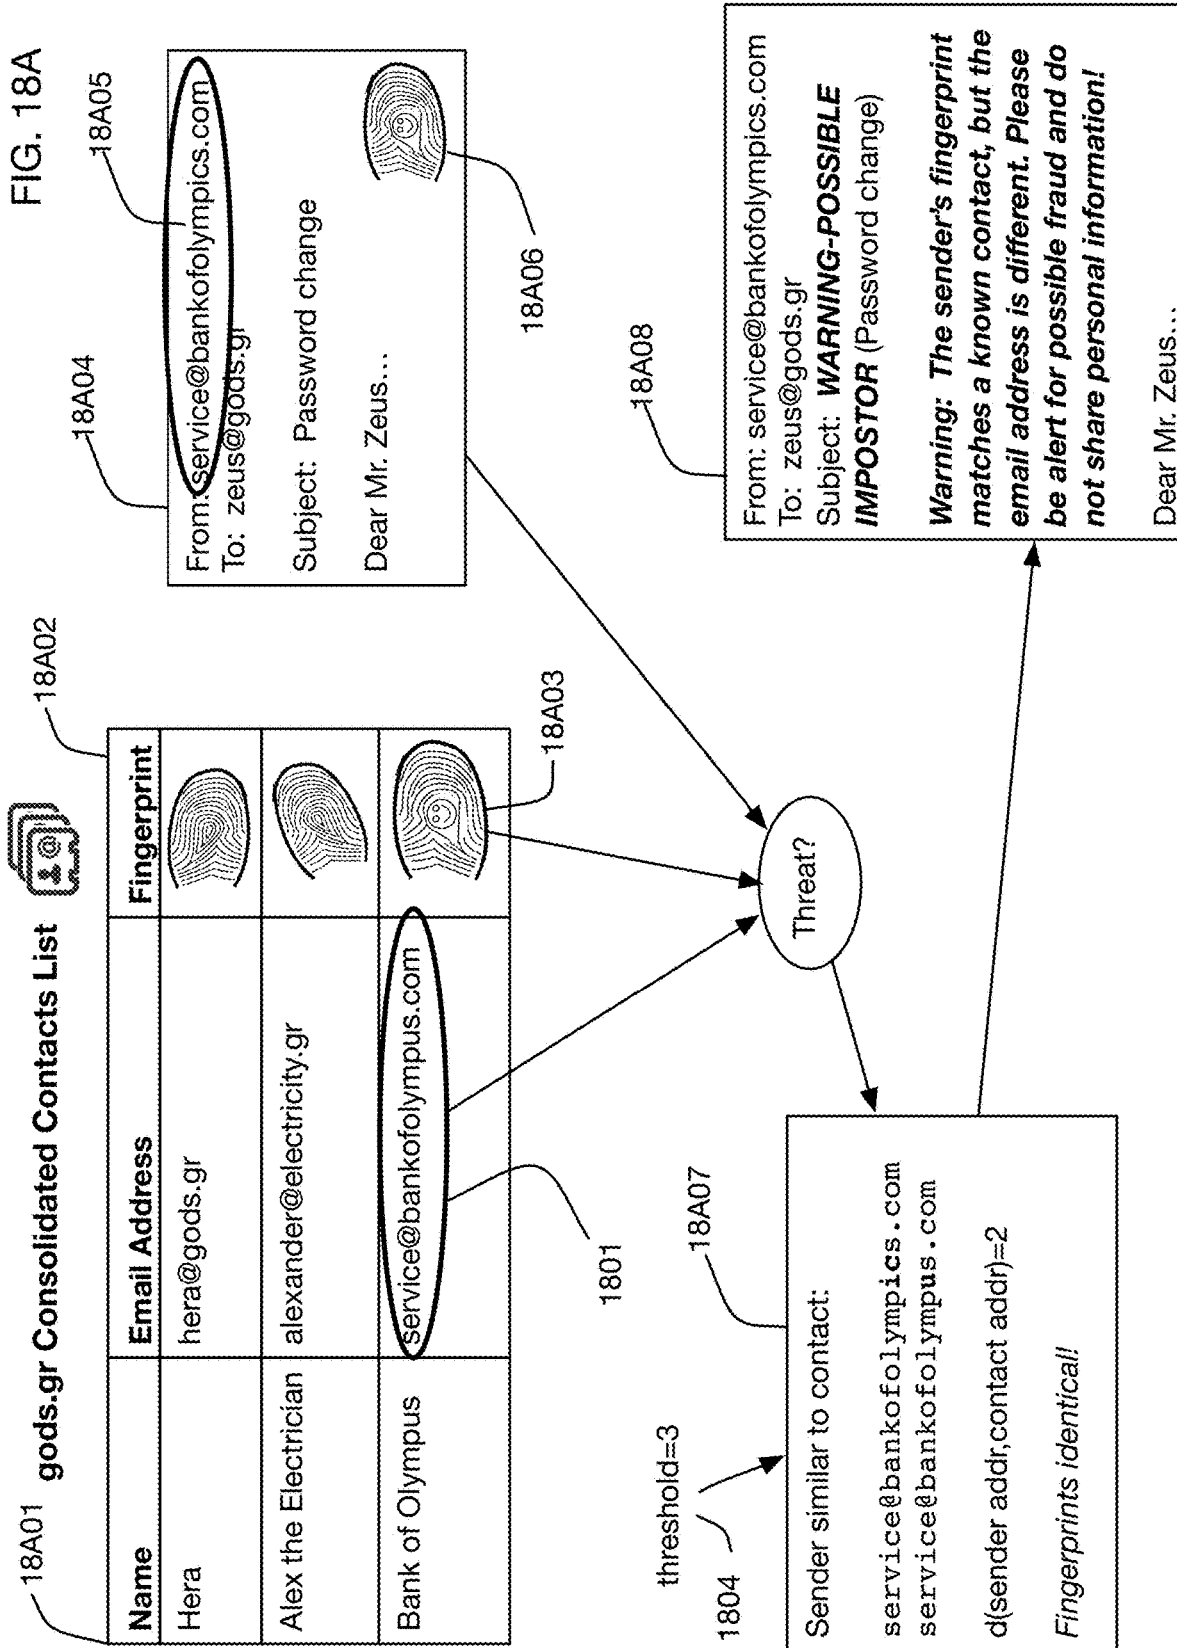 FIG. 18A
18A01
gods.gr Consolidated Contacts List
18A02
Name Email Address Fingerprint
Hera hera@gods.gr
Alex the Electrician alexander@electricity.gr
Bank of Olympus service@bankofolympus.com
1801
18A03
18A04
18A05
From: service@bankofolympics.com
To: zeus@gods.gr
Subject: Password change
Dear Mr. Zeus...
18A06
Threat?
threshold=3
1804
18A07
Sender similar to contact:
service@bankofolympics.com
service@bankofolympus.com
d(sender addr,contact addr)=2
Fingerprints identical!
18A08
From: service@bankofolympics.com
To: zeus@gods.gr
Subject: WARNING-POSSIBLE
IMPOSTOR (Password change)
Warning: The sender's fingerprint
matches a known contact, but the
email address is different. Please
be alert for possible fraud and do
not share personal information!
Dear Mr. Zeus...